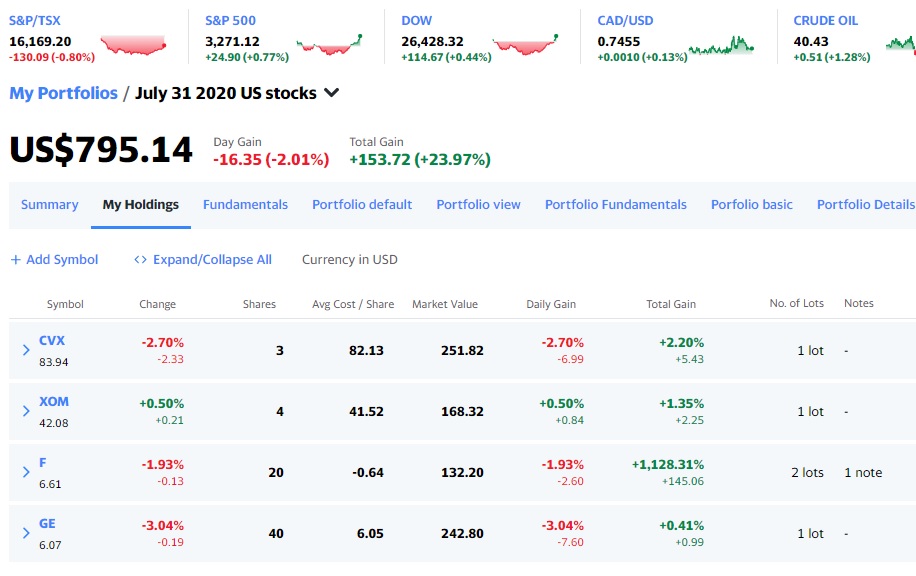 S&P/TSX S&P 500 DOW CAD/USD CRUDE OIL
16,169.20 3,271.12 26,428.32 0.7455 40.43
-130.09 (-0.80%) +24.90 (+0.77%) +114.67 (+0.44%) +0.0010 (+0.13%) +0.51 (+1.28%)
My Portfolios / July 31 2020 US stocks
US$795.14
Day Gain Total Gain
-16.35 (-2.01%) +153.72 (+23.97%)
Summary My Holdings Fundamentals Portfolio default Portfolio view Portfolio Fundamentals Porfolio basic Portfolio Details
+ Add Symbol <> Expand/Collapse All Currency in USD
Symbol Change Shares Avg Cost / Share Market Value Daily Gain Total Gain No. of Lots Notes
CVX -2.70% -2.70% +2.20%
3 82.13 251.82 1 lot -
83.94 -2.33 -6.99 +5.43
XOM +0.50% +0.50% +1.35%
4 41.52 168.32 1 lot -
42.08 +0.21 +0.84 +2.25
F -1.93% -1.93% +1,128.31%
20 -0.64 132.20 2 lots 1 note
6.61 -0.13 -2.60 +145.06
GE -3.04% -3.04% +0.41%
40 6.05 242.80 1 lot -
6.07 -0.19 -7.60 +0.99